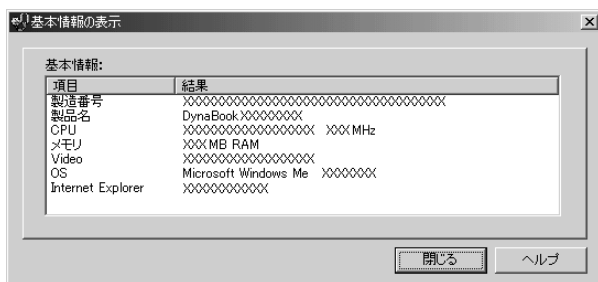 基本情報の表示
基本情報:
項目 結果
製造番号 XXXXXXXXXXXXXXXXXXXXXXXXXXXXXXXXXXXX
製品名 DynaBook XXXXXXXX
CPU XXXXXXXXXXXXXXXXXX XXX MHz
メモリ XXX MB RAM
Video XXXXXXXXXXXXXXXXXX
OS Microsoft Windows Me XXXXXXX
Internet Explorer XXXXXXXXXXX
閉じる ヘルプ